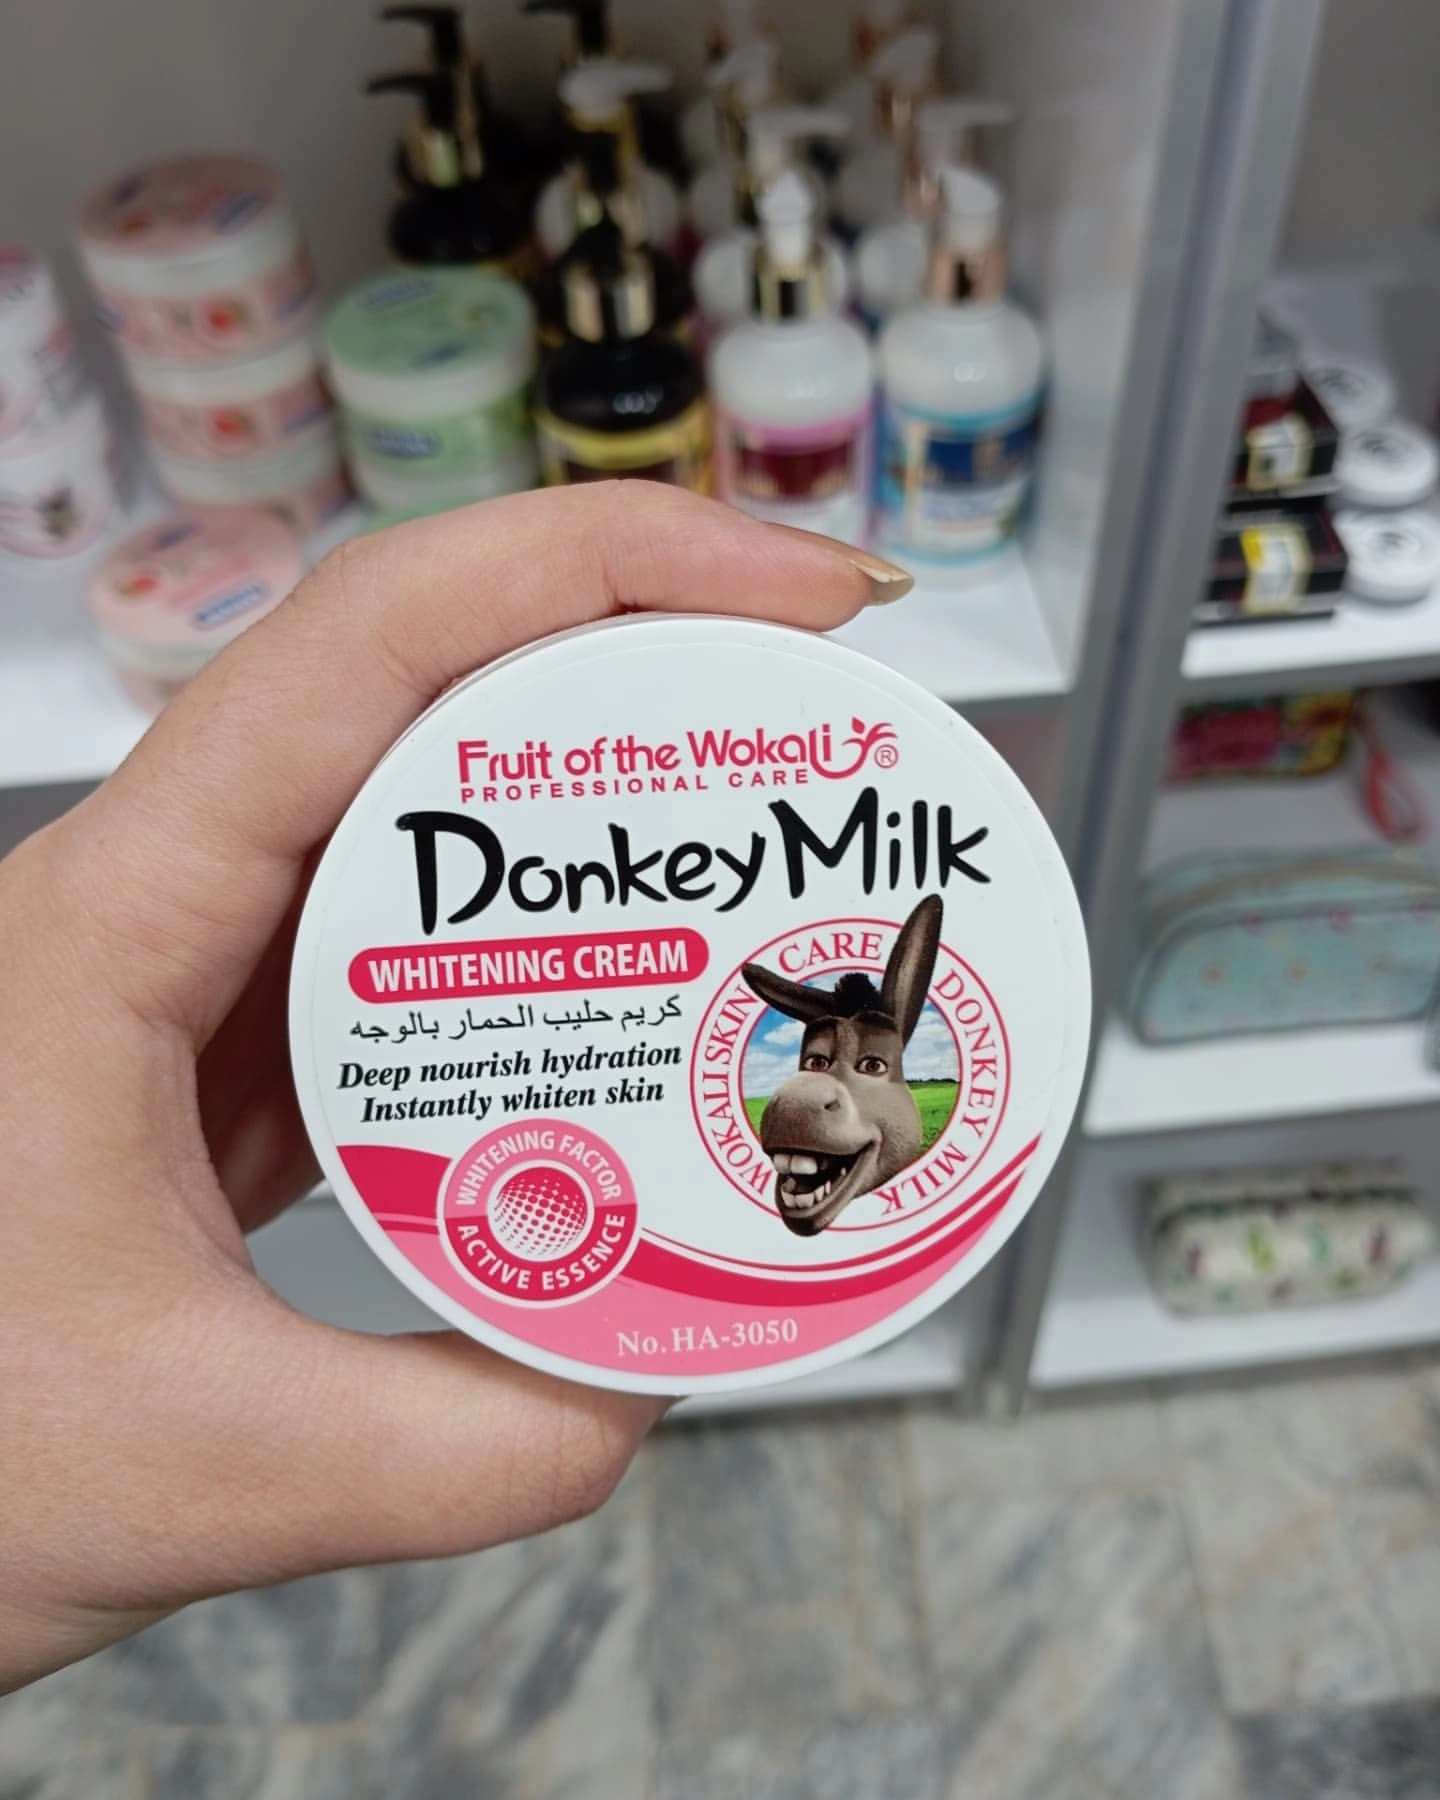 Fruit of the Wokali ®
PROFESSIONAL CARE
Donkey Milk
WHITENING CREAM
كريم حليب الحمار بالوجه
Deep nourish hydration
Instantly whiten skin
WOKALI SKIN CARE DONKEY MILK
WHITENING FACTOR
ACTIVE ESSENCE
No.HA-3050